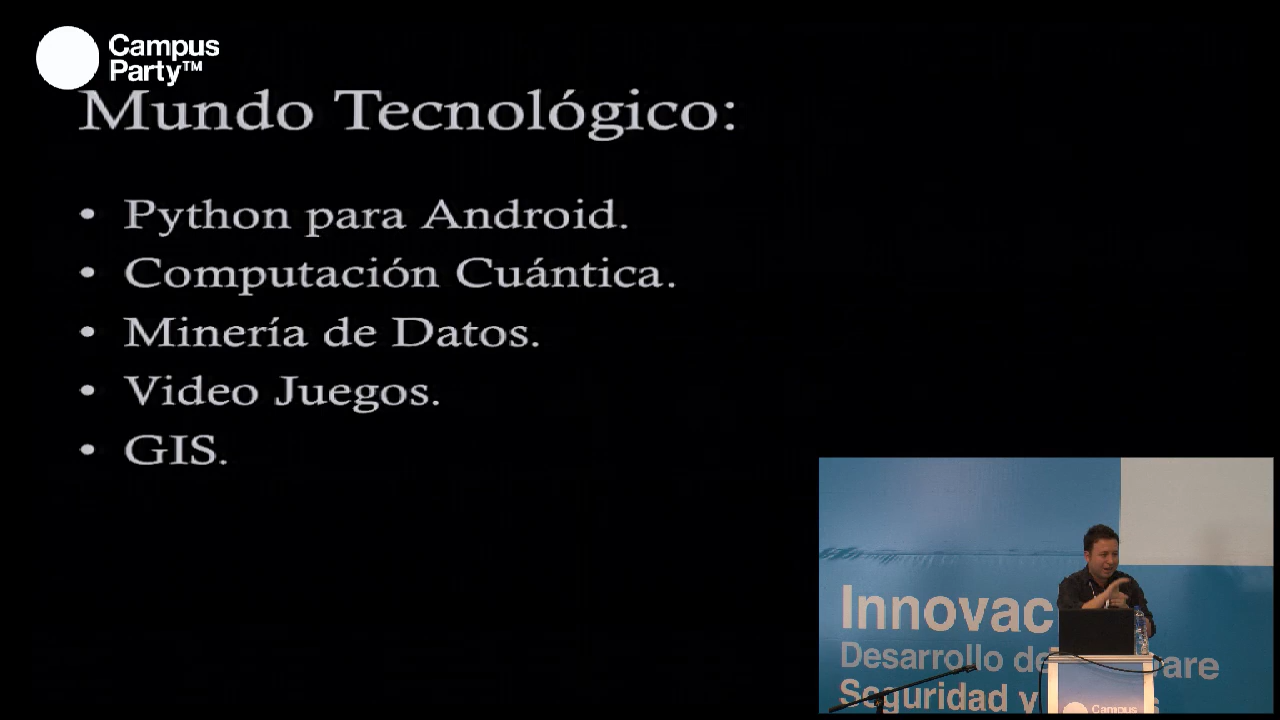 Campus
Party™
Mundo Tecnológico:
• Python para Android.
• Computación Cuántica.
• Minería de Datos.
• Video Juegos.
• GIS.
Innovac
Desarrollo de are
Seguridad y
Campus